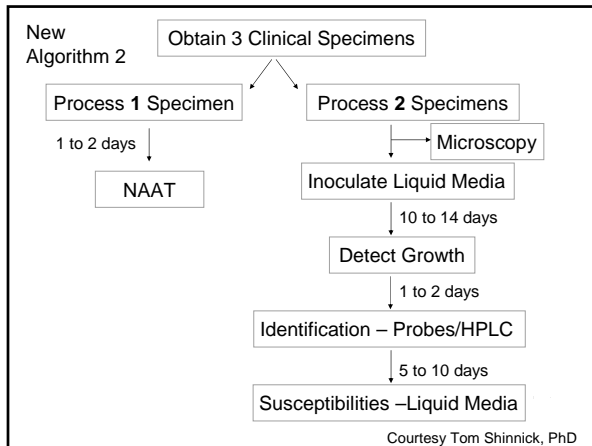 New
Algorithm 2
Obtain 3 Clinical Specimens
Process 1 Specimen
Process 2 Specimens
1 to 2 days
Microscopy
NAAT
Inoculate Liquid Media
10 to 14 days
Detect Growth
1 to 2 days
Identification – Probes/HPLC
5 to 10 days
Susceptibilities –Liquid Media
Courtesy Tom Shinnick, PhD